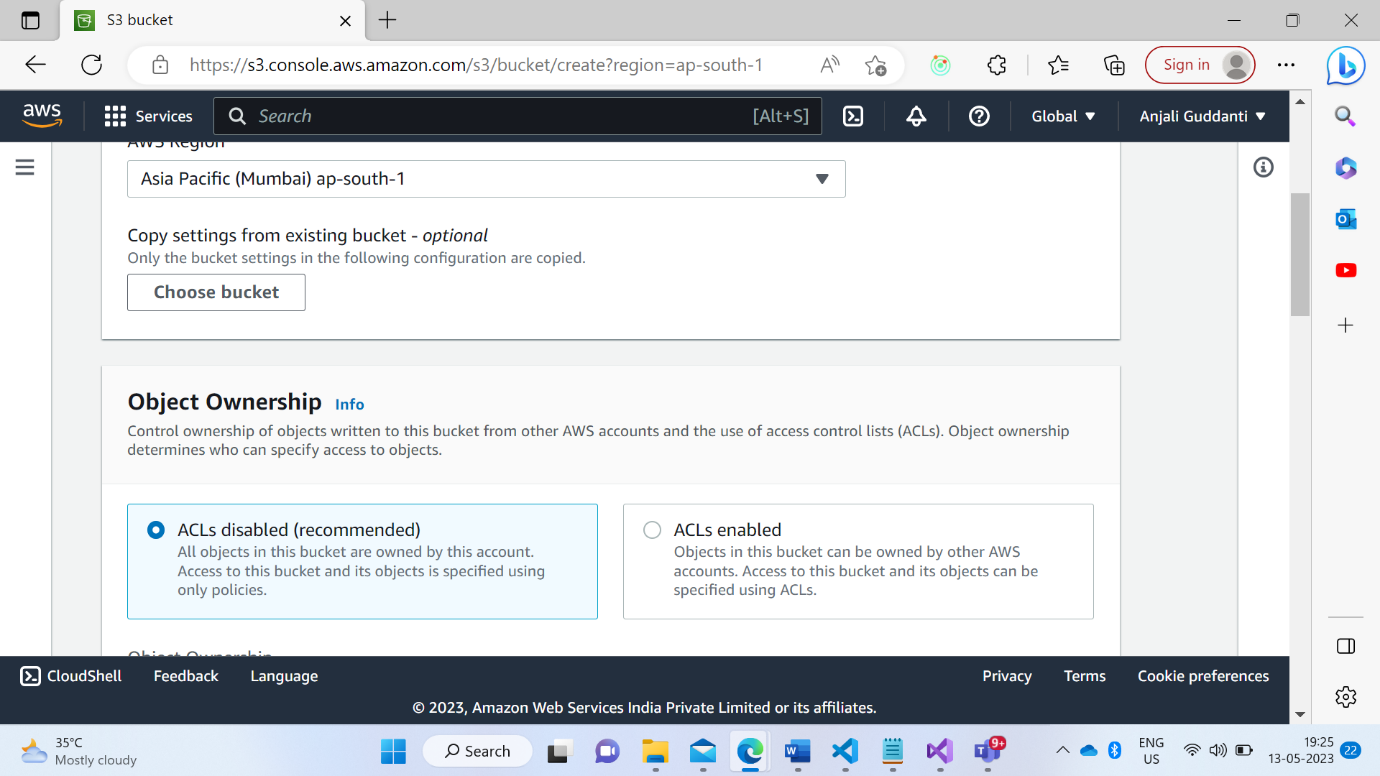 S3 bucket
https://s3.console.aws.amazon.com/s3/bucket/create?region=ap-south-1
Sign in
aws
Services
Search
[Alt+S]
Global
Anjali Guddanti
AWS Region
Asia Pacific (Mumbai) ap-south-1
Copy settings from existing bucket - optional
Only the bucket settings in the following configuration are copied.
Choose bucket
Object Ownership Info
Control ownership of objects written to this bucket from other AWS accounts and the use of access control lists (ACLs). Object ownership
determines who can specify access to objects.
ACLs disabled (recommended)
All objects in this bucket are owned by this account.
Access to this bucket and its objects is specified using
only policies.
ACLs enabled
Objects in this bucket can be owned by other AWS
accounts. Access to this bucket and its objects can be
specified using ACLs.
Object Ownership
CloudShell
Feedback
Language
Privacy
Terms
Cookie preferences
© 2023, Amazon Web Services India Private Limited or its affiliates.
35°C
Mostly cloudy
Search
9+
ENG
US
19:25
13-05-2023
22